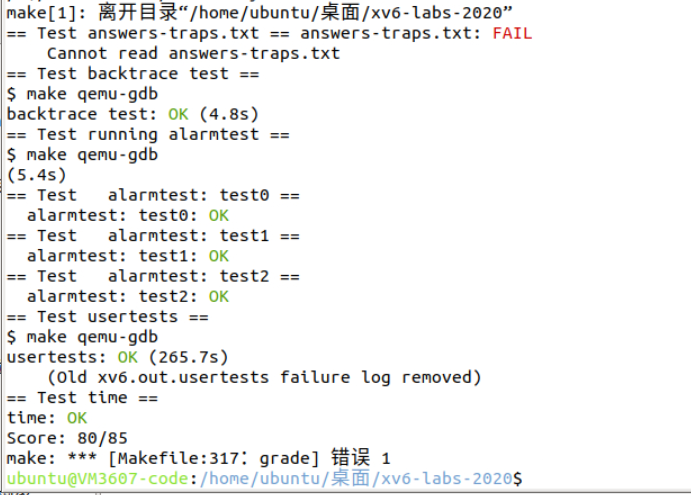 make[1]: 离开目录“/home/ubuntu/桌面/xv6-labs-2020”
== Test answers-traps.txt == answers-traps.txt: FAIL
    Cannot read answers-traps.txt
== Test backtrace test ==
$ make qemu-gdb
backtrace test: OK (4.8s)
== Test running alarmtest ==
$ make qemu-gdb
(5.4s)
== Test   alarmtest: test0 ==
  alarmtest: test0: OK
== Test   alarmtest: test1 ==
  alarmtest: test1: OK
== Test   alarmtest: test2 ==
  alarmtest: test2: OK
== Test usertests ==
$ make qemu-gdb
usertests: OK (265.7s)
    (Old xv6.out.usertests failure log removed)
== Test time ==
time: OK
Score: 80/85
make: *** [Makefile:317：grade] 错误 1
ubuntu@VM3607-code:/home/ubuntu/桌面/xv6-labs-2020$